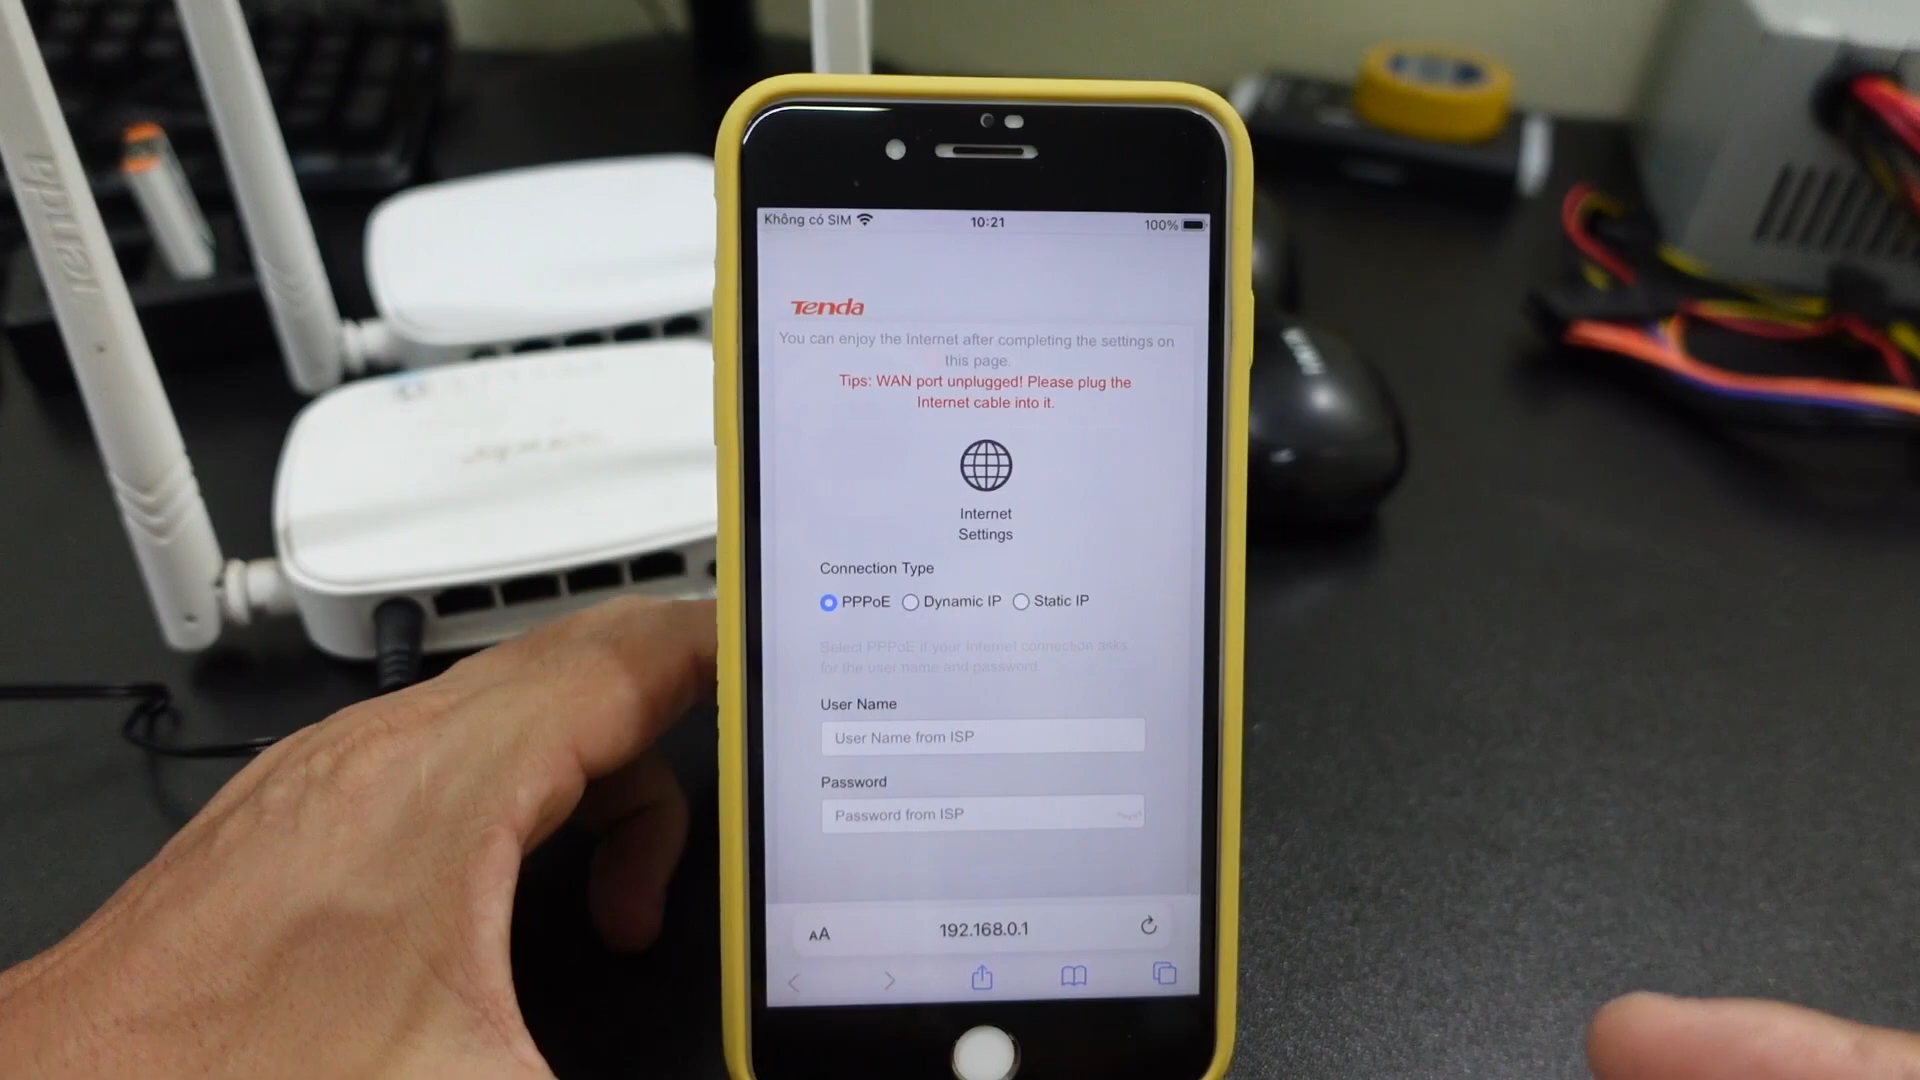 Tenda
Không có SIM
10:21
100%
Tenda
You can enjoy the Internet after completing the settings on
this page.
Tips: WAN port unplugged! Please plug the
Internet cable into it.
Internet
Settings
Connection Type
PPPoE
Dynamic IP
Static IP
Select PPPoE if your Internet connection asks
for the user name and password.
User Name
User Name from ISP
Password
Password from ISP
AA
192.168.0.1